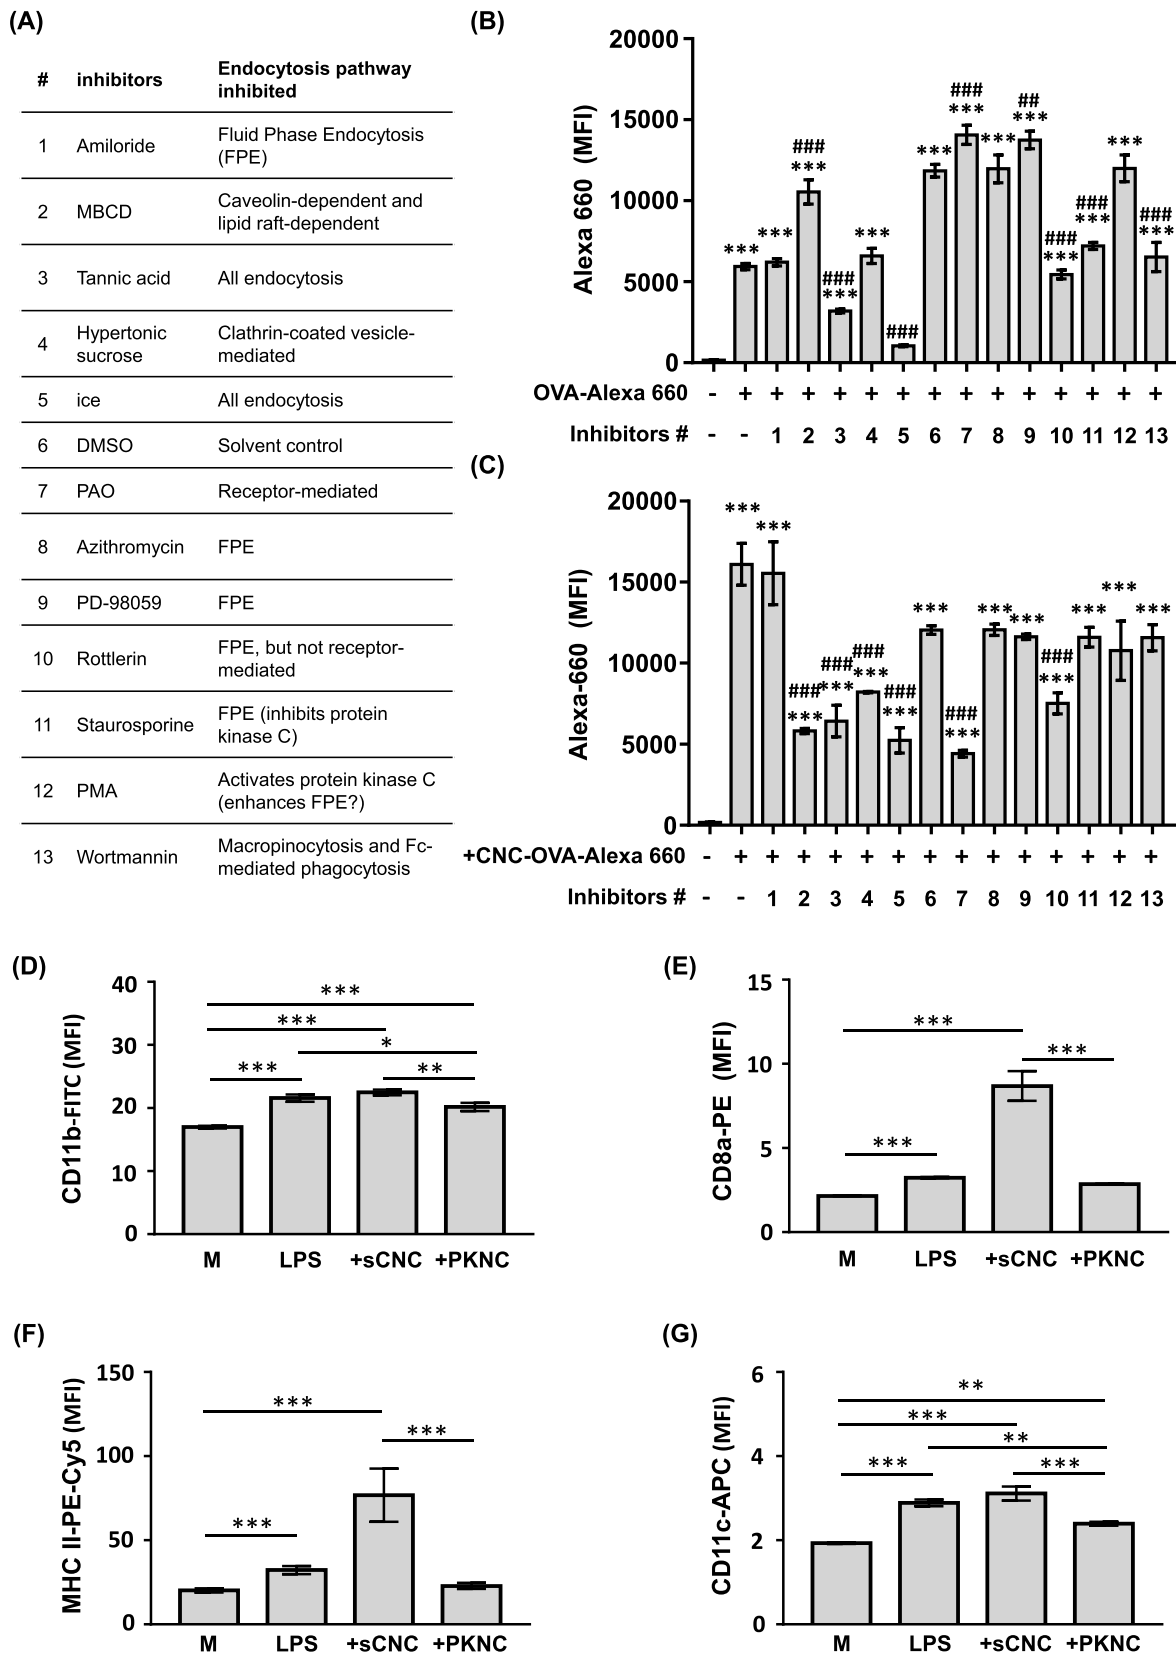 (A)
# inhibitors Endocytosis pathway
inhibited
1 Amiloride Fluid Phase Endocytosis
(FPE)
2 MBCD Caveolin-dependent and
lipid raft-dependent
3 Tannic acid All endocytosis
4 Hypertonic
sucrose Clathrin-coated vesicle-
mediated
5 ice All endocytosis
6 DMSO Solvent control
7 PAO Receptor-mediated
8 Azithromycin FPE
9 PD-98059 FPE
10 Rottlerin FPE, but not receptor-
mediated
11 Staurosporine FPE (inhibits protein
kinase C)
12 PMA Activates protein kinase C
(enhances FPE?)
13 Wortmannin Macropinocytosis and Fc-
mediated phagocytosis
(B)
Alexa 660 (MFI)
20000
15000
10000
5000
0
***
***
###
***
###
***
***
###
***
###
***
***
##
***
###
***
###
***
***
###
***
OVA-Alexa 660 - + + + + + + + + + + + + + +
Inhibitors # - - 1 2 3 4 5 6 7 8 9 10 11 12 13
(C)
Alexa-660 (MFI)
20000
15000
10000
5000
0
***
***
###
***
###
***
###
***
###
***
***
###
***
***
***
###
***
***
***
***
+CNC-OVA-Alexa 660 - + + + + + + + + + + + + + +
Inhibitors # - - 1 2 3 4 5 6 7 8 9 10 11 12 13
(D)
CD11b-FITC (MFI)
40
30
20
10
0
***
***
*
***
**
M LPS +sCNC +PKNC
(E)
CD8a-PE (MFI)
15
10
5
0
***
***
***
M LPS +sCNC +PKNC
(F)
MHC II-PE-Cy5 (MFI)
150
100
50
0
***
***
***
M LPS +sCNC +PKNC
(G)
CD11c-APC (MFI)
6
4
2
0
**
***
**
***
***
M LPS +sCNC +PKNC